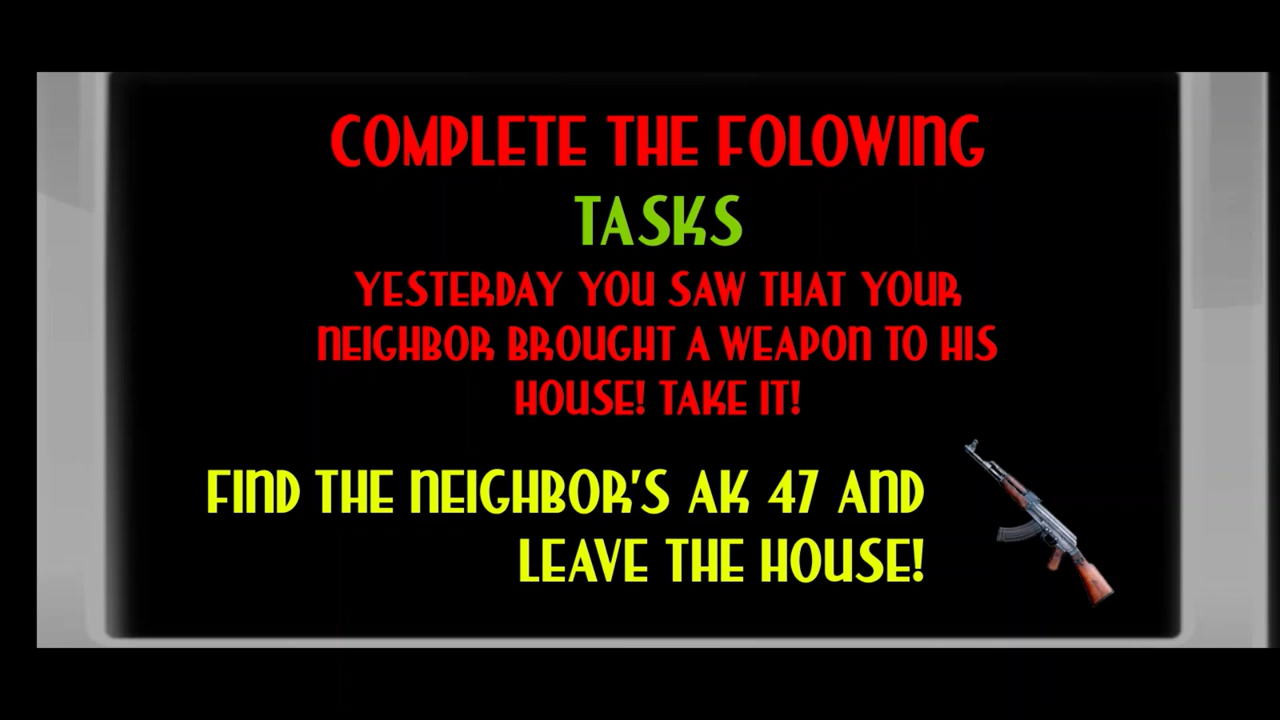 COMPLETE THE FOLOWING
TASKS
YESTERDAY YOU SAW THAT YOUR
NEIGHBOR BROUGHT A WEAPON TO HIS
HOUSE! TAKE IT!
FIND THE NEIGHBOR'S AK 47 AND
LEAVE THE HOUSE!